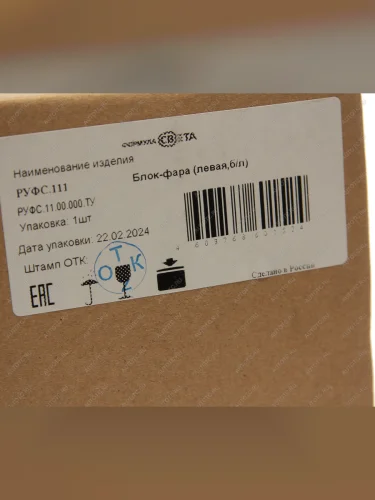 ФОРМУЛА СВЕТА
Наименование изделия
РУФС.111
Блок-фара (левая,б/л)
РУФС.11.00.000.ТУ
Упаковка: 1шт
Дата упаковки: 22.02.2024
Штамп ОТК:
ОТК
ЕАС
Сделано в России